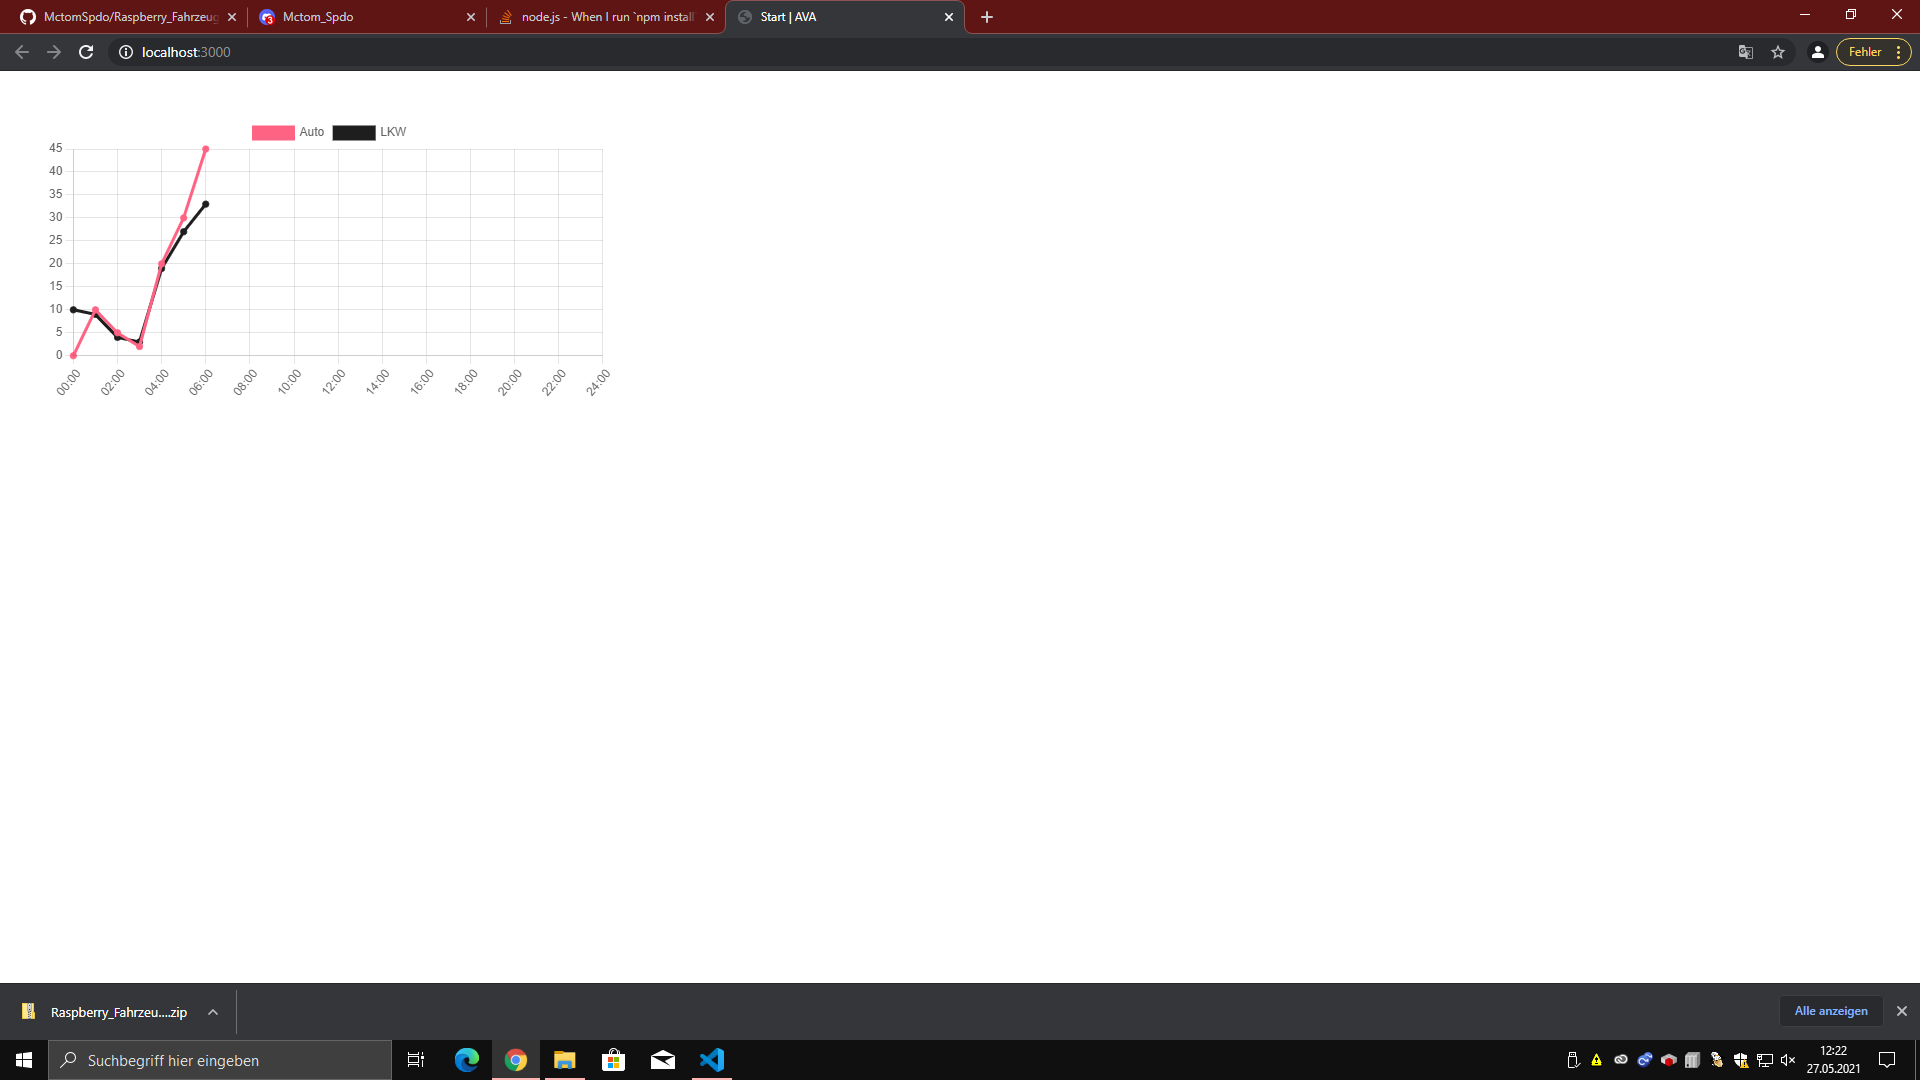 MctomSpdo/Raspberry_Fahrzeug
Mctom_Spdo
node.js - When I run `npm install`
Start | AVA
localhost:3000
Fehler
Auto
LKW
45
40
35
30
25
20
15
10
5
0
00:00
02:00
04:00
06:00
08:00
10:00
12:00
14:00
16:00
18:00
20:00
22:00
24:00
Raspberry_Fahrzeu....zip
Alle anzeigen
Suchbegriff hier eingeben
12:22
27.05.2021